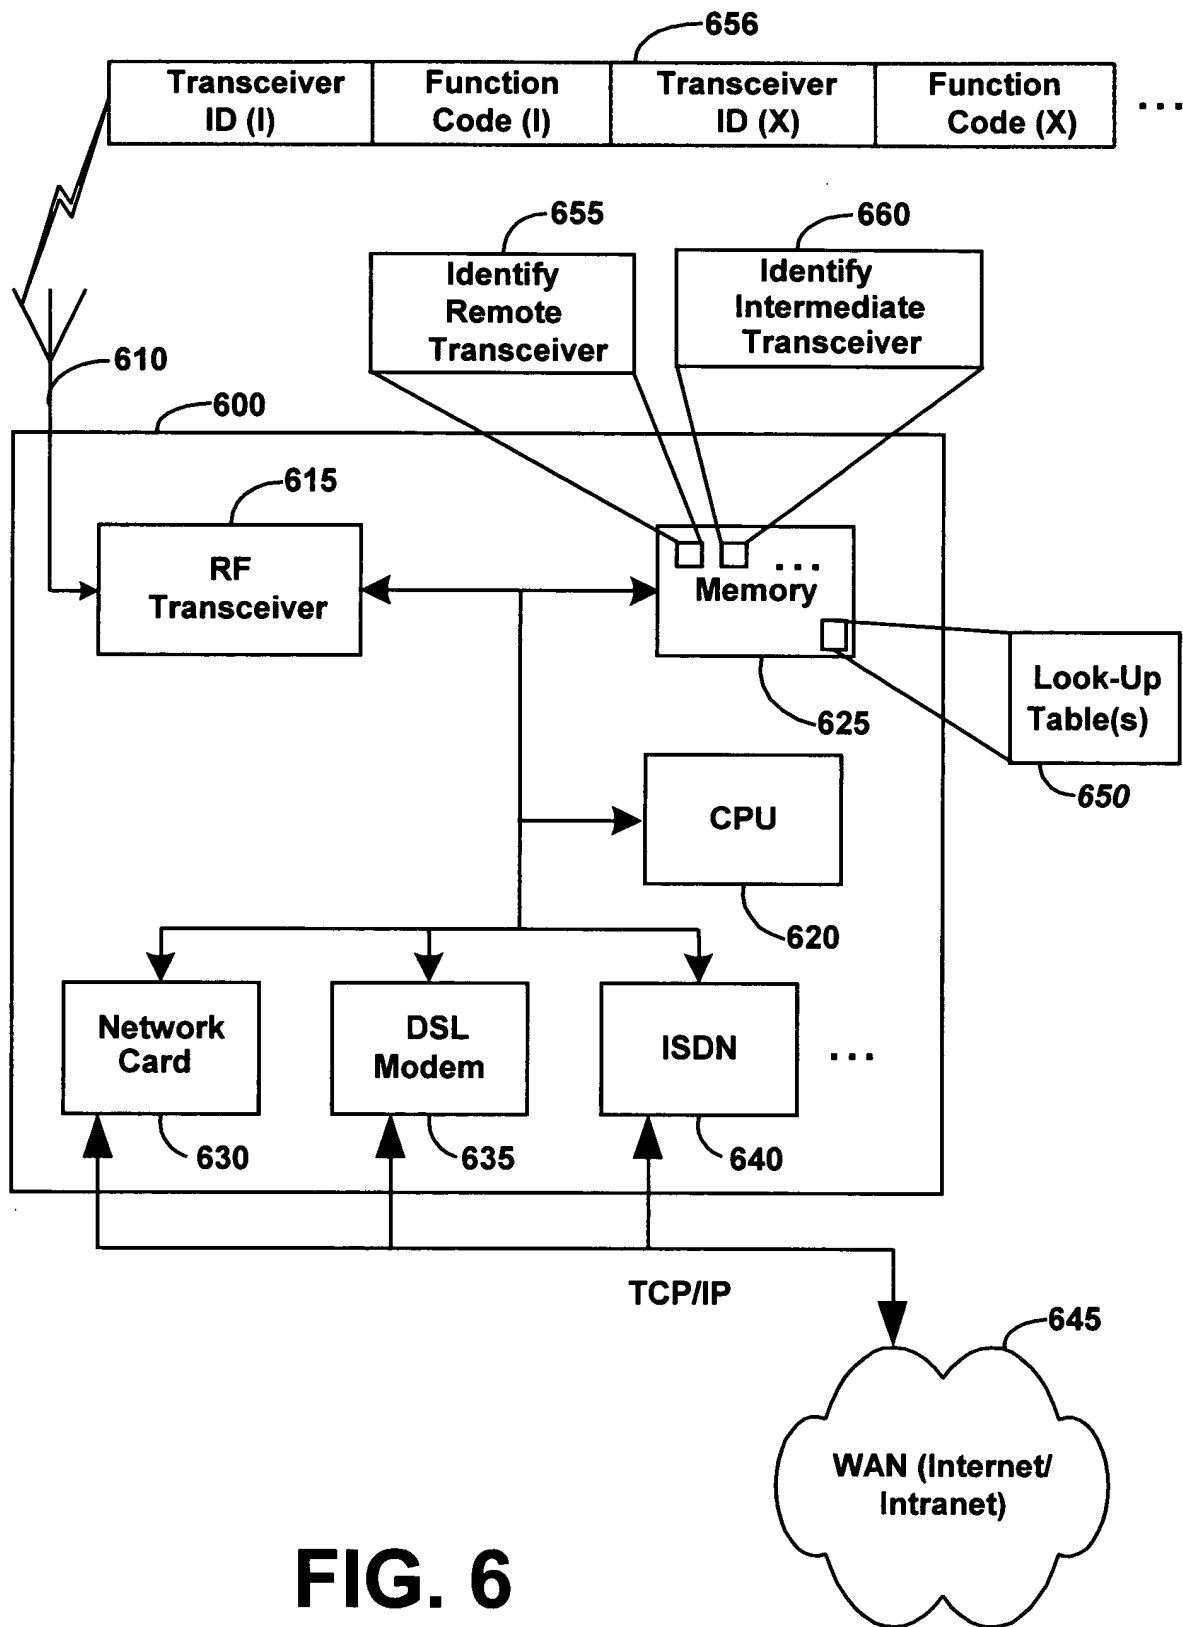 656
Transceiver ID (I)
Function Code (I)
Transceiver ID (X)
Function Code (X)
...
655
660
Identify
Remote
Transceiver
Identify
Intermediate
Transceiver
610
600
615
RF
Transceiver
...
Memory
625
Look-Up
Table(s)
650
CPU
620
Network
Card
DSL
Modem
ISDN
...
630
635
640
TCP/IP
645
WAN (Internet/
Intranet)
FIG. 6